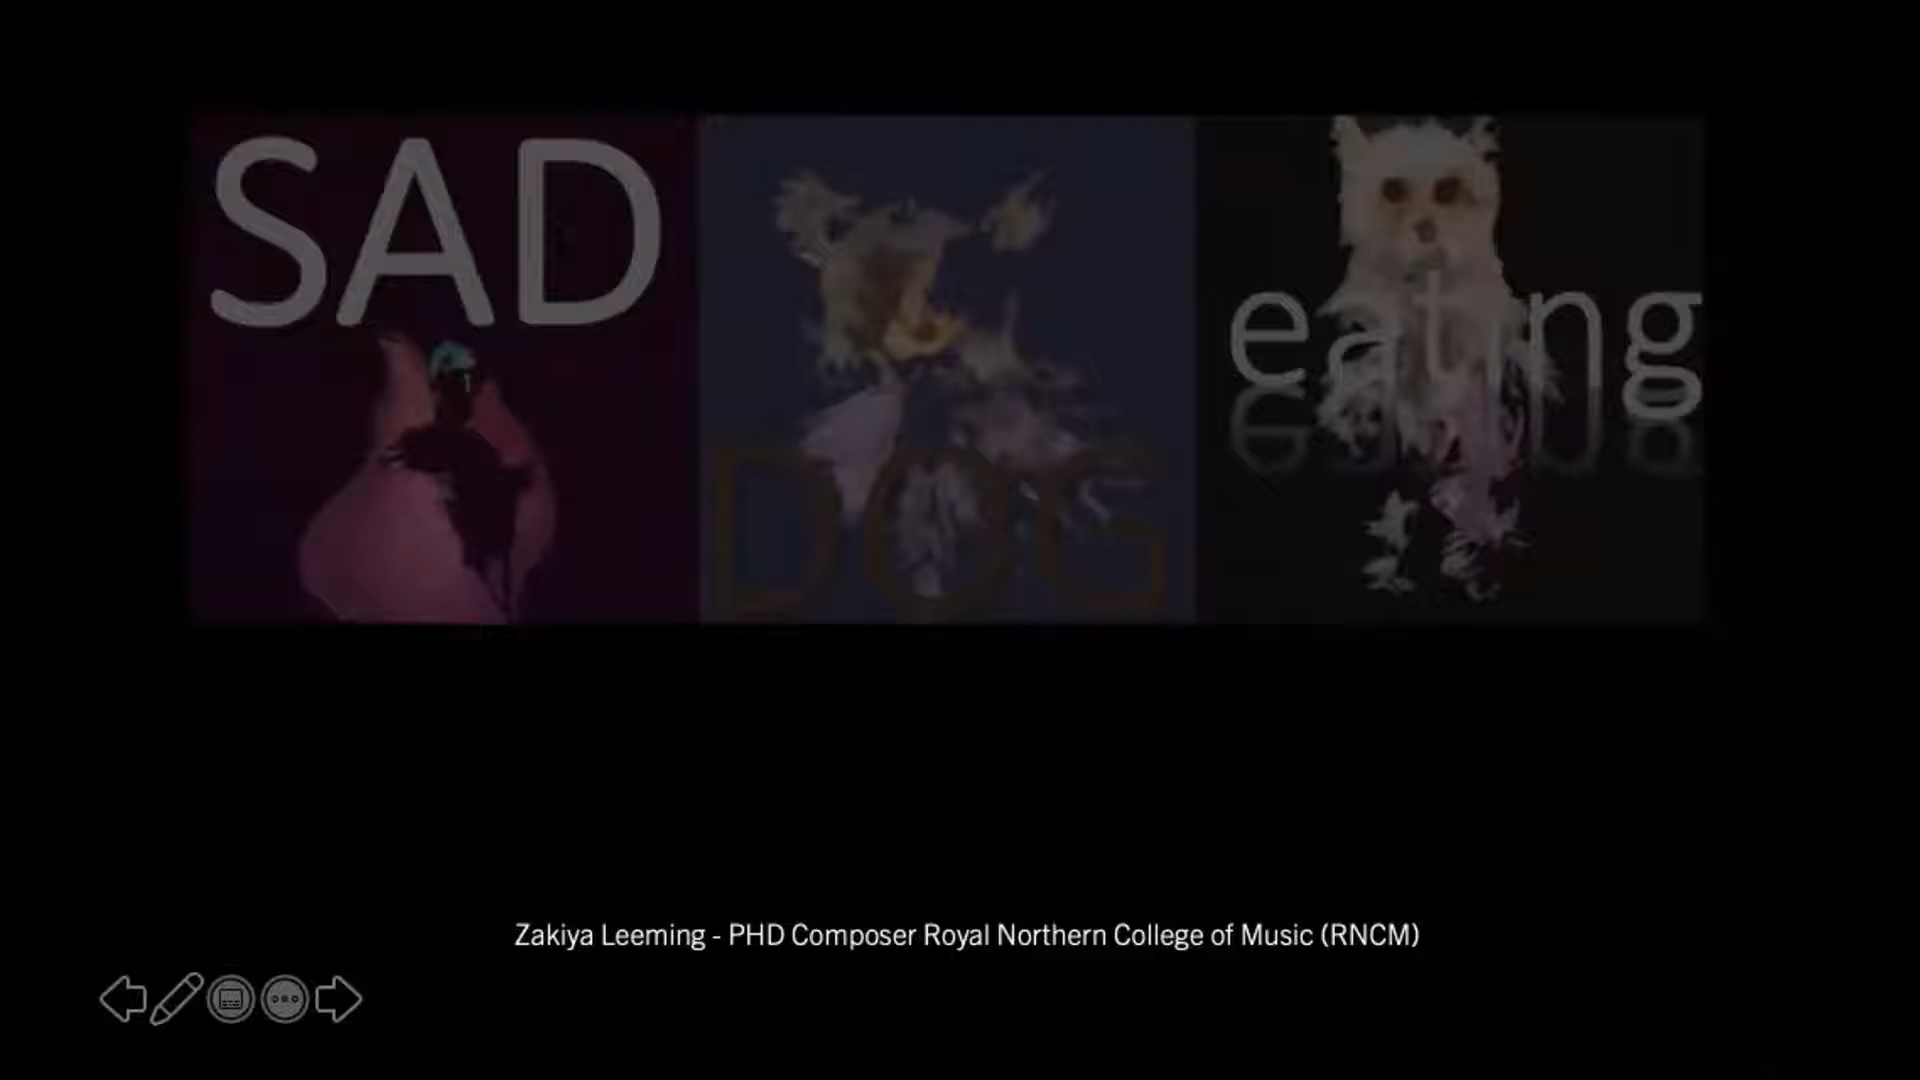 SAD
DOG
eating
Zakiya Leeming - PHD Composer Royal Northern College of Music (RNCM)